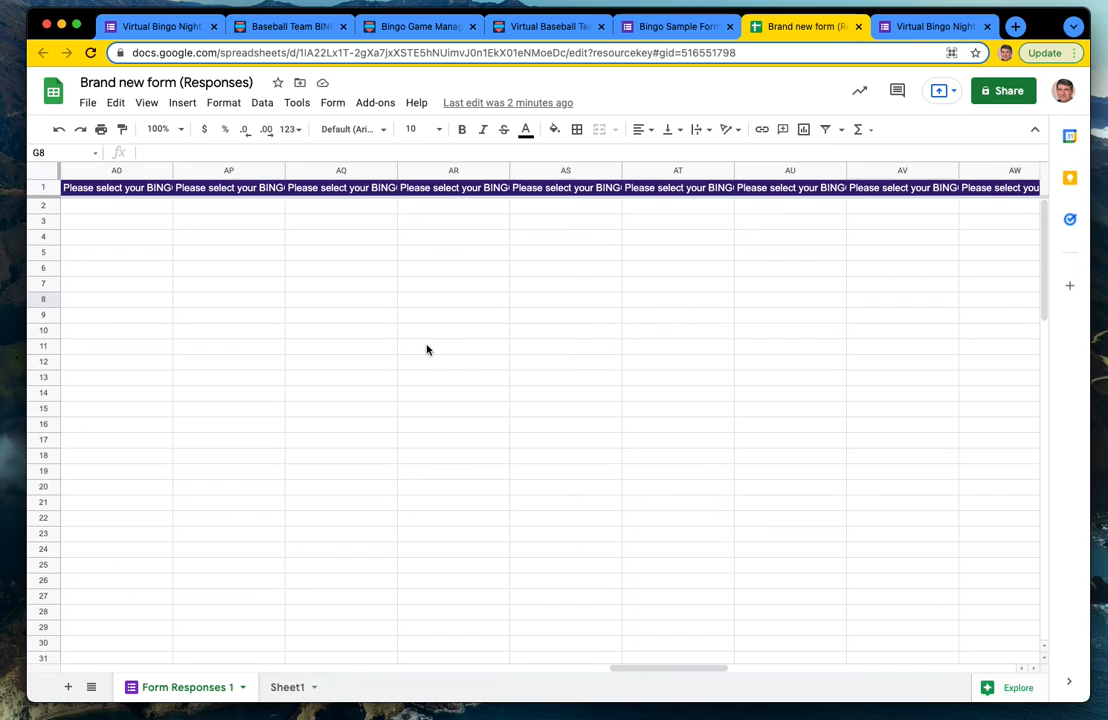 Virtual Bingo Night
Baseball Team BIN
Bingo Game Manag
Virtual Baseball Te
Bingo Sample Form
Brand new form (R
Virtual Bingo Night
docs.google.com/spreadsheets/d/1IA22Lx1T-2gXa7jxXSTE5hNUimvJ0n1EkX01eNMoeDc/edit?resourcekey#gid=516551798
Update
Brand new form (Responses)
File Edit View Insert Format Data Tools Form Add-ons Help Last edit was 2 minutes ago
Share
100% $ % .0 .00 123 Default (Ari... 10 B I S A
G8 fx
AO AP AQ AR AS AT AU AV AW
1 Please select your BING Please select your BING Please select your BING Please select your BING Please select your BING Please select your BING Please select your BING Please select your BING Please select you
2
3
4
5
6
7
8
9
10
11
12
13
14
15
16
17
18
19
20
21
22
23
24
25
26
27
28
29
30
31
Form Responses 1 Sheet1 Explore